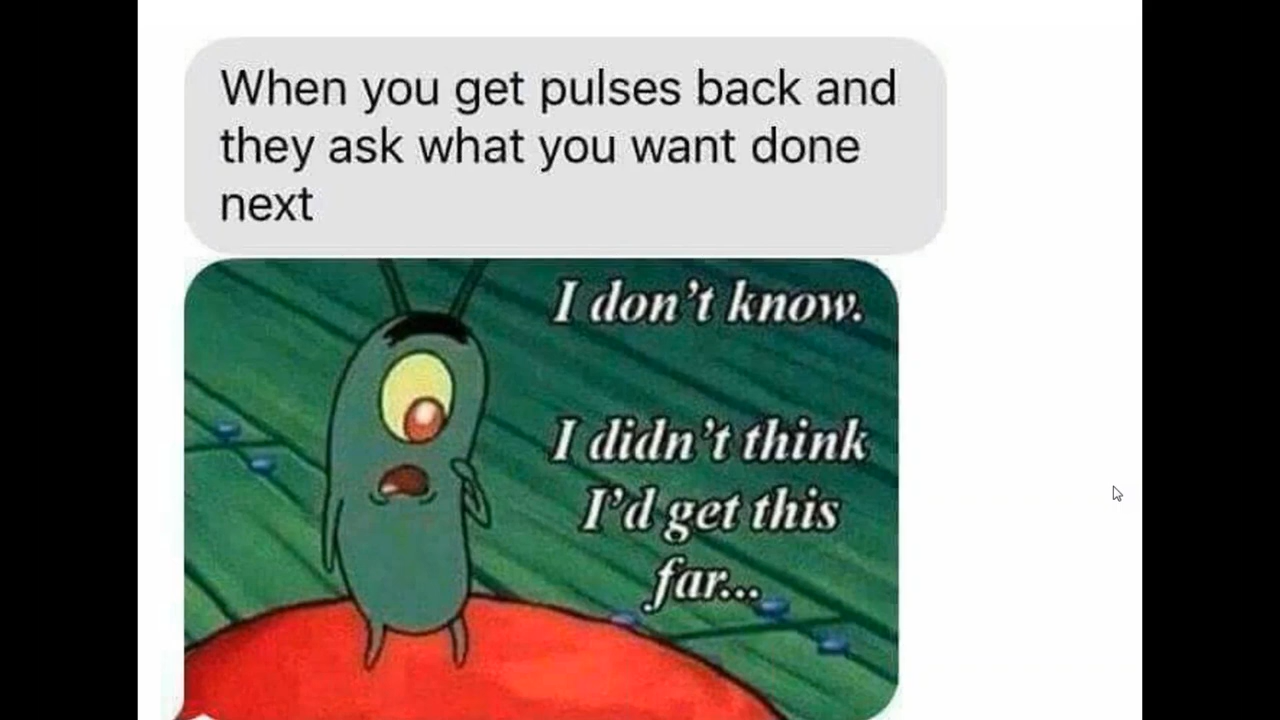 When you get pulses back and
they ask what you want done
next
I don't know.
I didn't think
I'd get this
far...